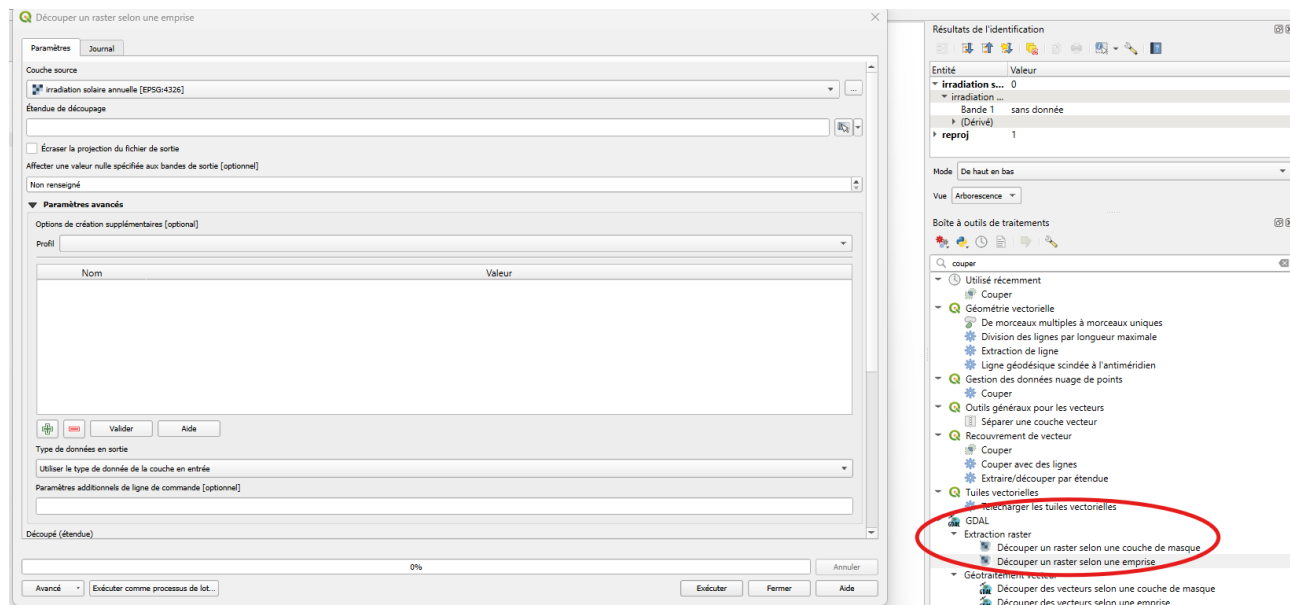 Découper un raster selon une emprise
Paramètres
Journal
Couche source
irradiation solaire annuelle [EPSG:4326]
...
Étendue de découpage
Écraser la projection du fichier de sortie
Affecter une valeur nulle spécifiée aux bandes de sortie [optionnel]
Non renseigné
Paramètres avancés
Options de création supplémentaires [optional]
Profil
Nom Valeur
Valider
Aide
Type de données en sortie
Utiliser le type de donnée de la couche en entrée
Paramètres additionnels de ligne de commande [optionnel]
Découpé (étendue)
0%
Annuler
Avancé
Exécuter comme processus de lot...
Exécuter
Fermer
Aide
Résultats de l'identification
Entité Valeur
irradiation s... 0
irradiation ...
Bande 1 sans donnée
(Dérivé)
reproj 1
Mode De haut en bas
Vue Arborescence
Boîte à outils de traitements
couper
Utilisé récemment
Couper
Géométrie vectorielle
De morceaux multiples à morceaux uniques
Division des lignes par longueur maximale
Extraction de ligne
Ligne géodésique scindée à l'antiméridien
Gestion des données nuage de points
Couper
Outils généraux pour les vecteurs
Séparer une couche vecteur
Recouvrement de vecteur
Couper
Couper avec des lignes
Extraire/découper par étendue
Tuiles vectorielles
Télécharger les tuiles vectorielles
GDAL
Extraction raster
Découper un raster selon une couche de masque
Découper un raster selon une emprise
Géotraitement vecteur
Découper des vecteurs selon une couche de masque
Découper des vecteurs selon une emprise